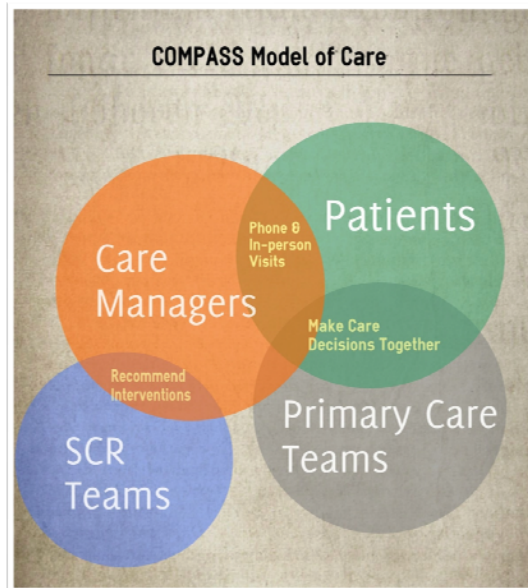 COMPASS Model of Care
Patients
Phone &
In-person
Visits
Care
Managers
Make Care
Decisions Together
Recommend
Interventions
Primary Care
Teams
SCR
Teams